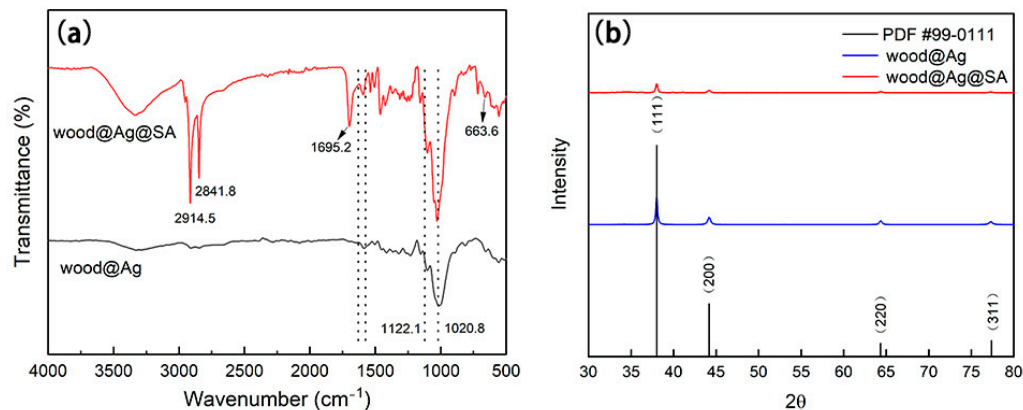 (a)
Transmittance (%)
wood@Ag@SA
2914.5
2841.8
1695.2
663.6
wood@Ag
1122.1
1020.8
4000 3500 3000 2500 2000 1500 1000 500
Wavenumber (cm⁻¹)
(b)
PDF #99-0111
wood@Ag
wood@Ag@SA
Intensity
(111)
(200)
(220)
(311)
30 35 40 45 50 55 60 65 70 75 80
2θ